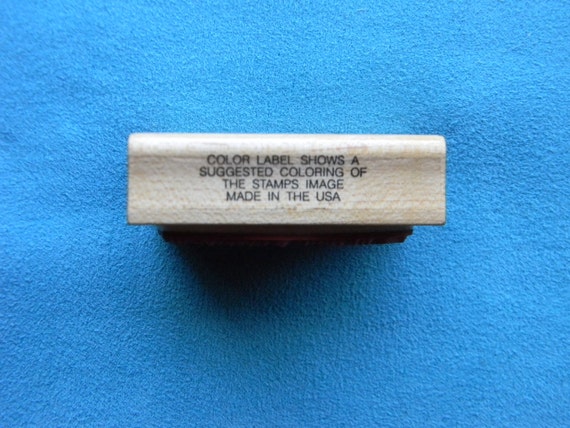 COLOR LABEL SHOWS A
SUGGESTED COLORING OF
THE STAMPS IMAGE
MADE IN THE USA